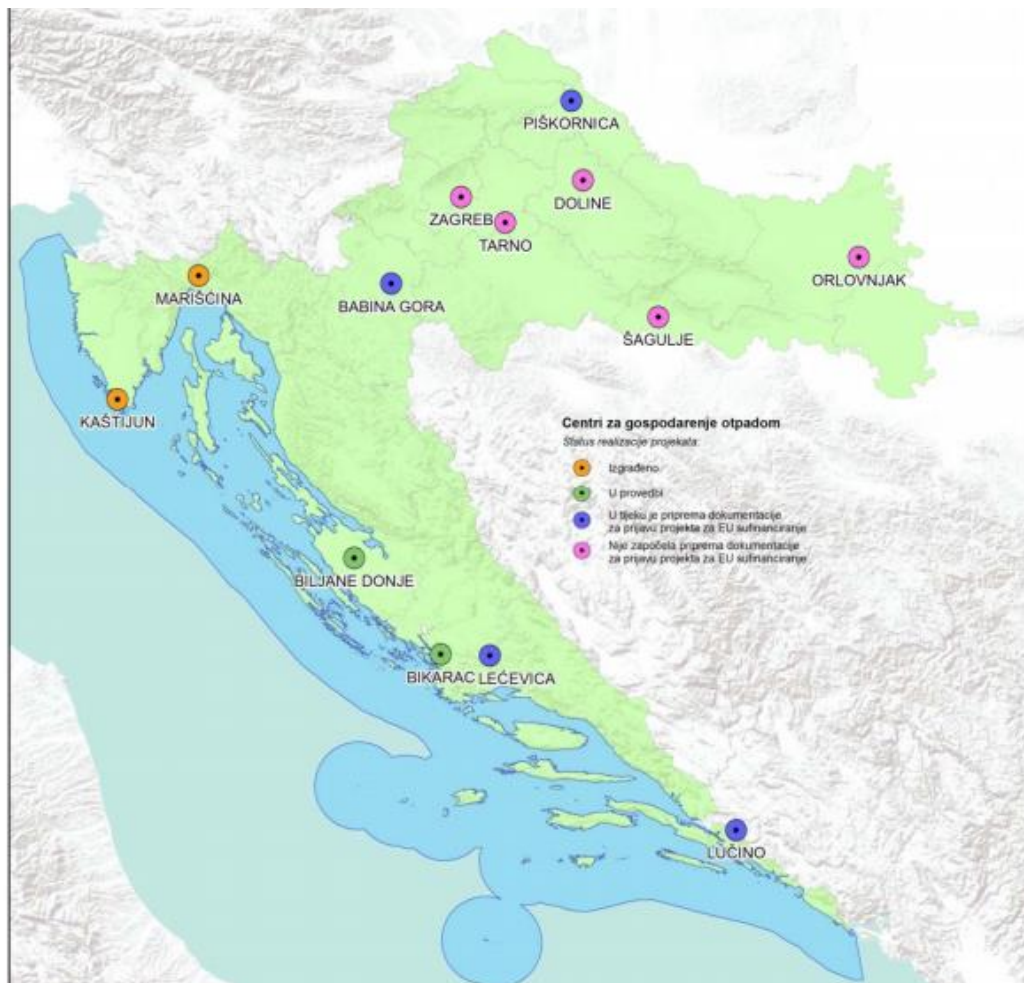 PIŠKORNICA
DOLINE
ZAGREB
TARNO
ORLOVNJAK
MARIŠĆINA
BABINA GORA
ŠAGULJE
KAŠTIJUN
Centri za gospodarenje otpadom
Status realizacije projekata:
Izgrađeno
U provedbi
U tijeku je priprema dokumentacije
za prijavu projekta za EU sufinanciranje
Nije započela priprema dokumentacije
za prijavu projekta za EU sufinanciranje
BILJANE DONJE
BIKARAC
LEĆEVICA
LUČINO